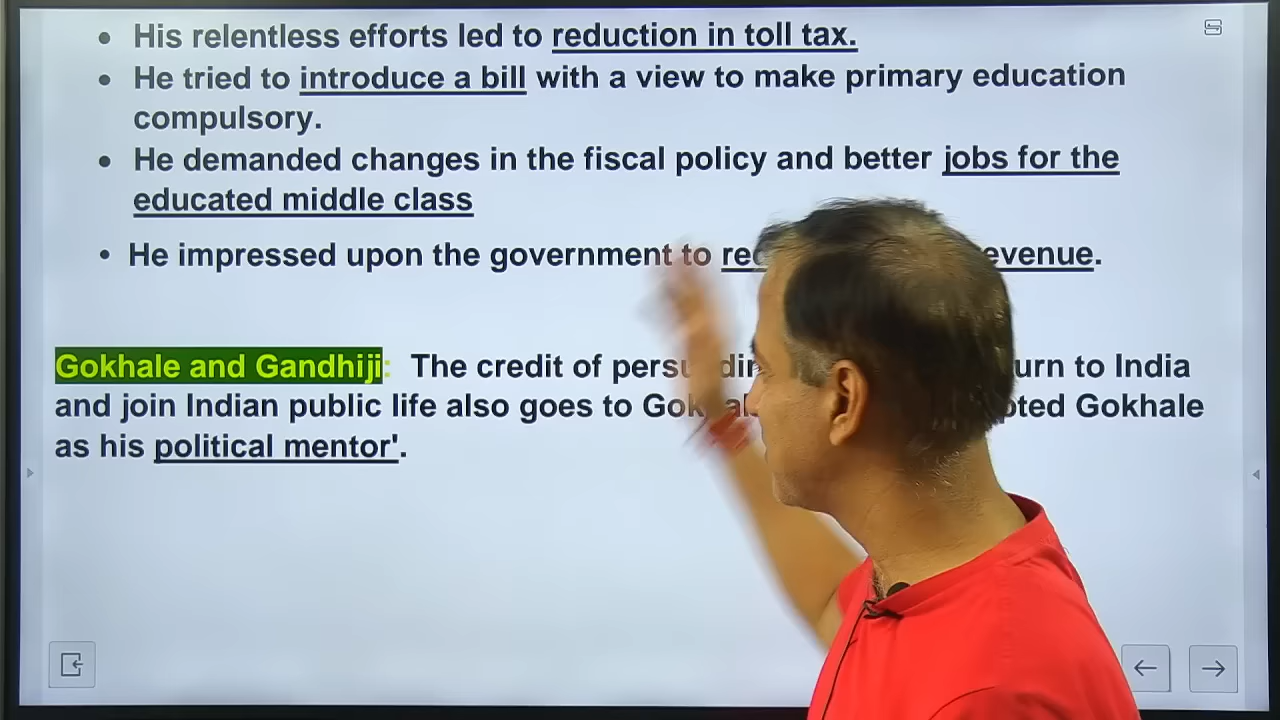 • His relentless efforts led to reduction in toll tax.
• He tried to introduce a bill with a view to make primary education
compulsory.
• He demanded changes in the fiscal policy and better jobs for the
educated middle class
• He impressed upon the government to
Gokhale and Gandhiji: The credit of to India
and join Indian public life also goes to Gokhale
as his political mentor'.